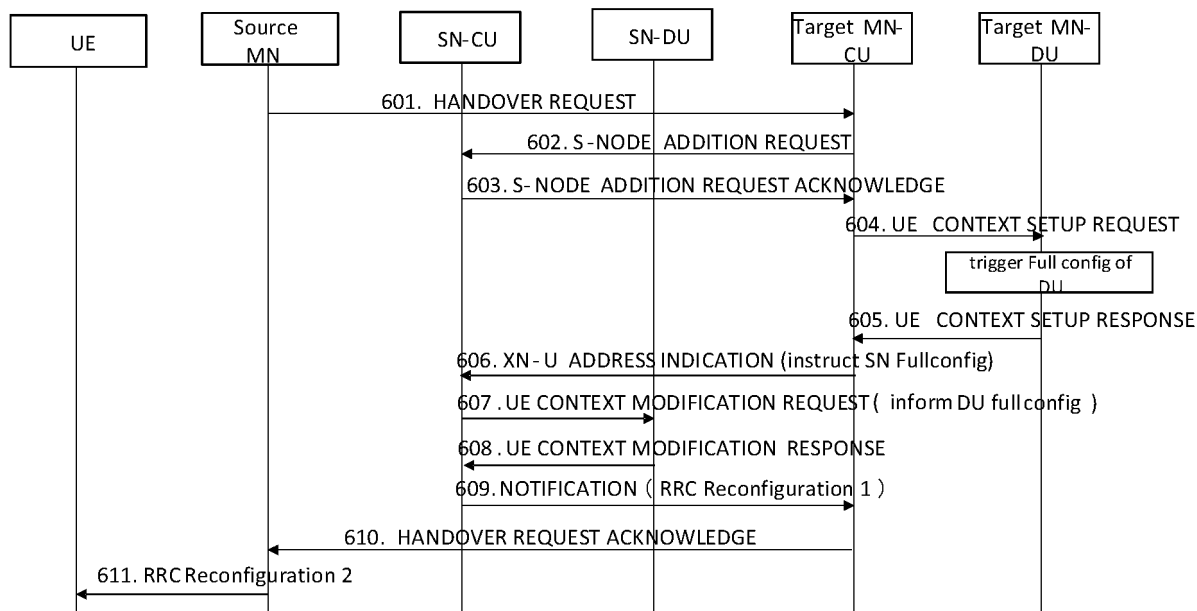 UE
Source
MN
SN-CU
SN-DU
Target MN-
CU
Target MN-
DU
601. HANDOVER REQUEST
602. S-NODE ADDITION REQUEST
603. S-NODE ADDITION REQUEST ACKNOWLEDGE
604. UE CONTEXT SETUP REQUEST
trigger Full config of
DU
605. UE CONTEXT SETUP RESPONSE
606. XN-U ADDRESS INDICATION (instruct SN Fullconfig)
607. UE CONTEXT MODIFICATION REQUEST( inform DU full config )
608. UE CONTEXT MODIFICATION RESPONSE
609. NOTIFICATION ( RRC Reconfiguration 1 )
610. HANDOVER REQUEST ACKNOWLEDGE
611. RRC Reconfiguration 2